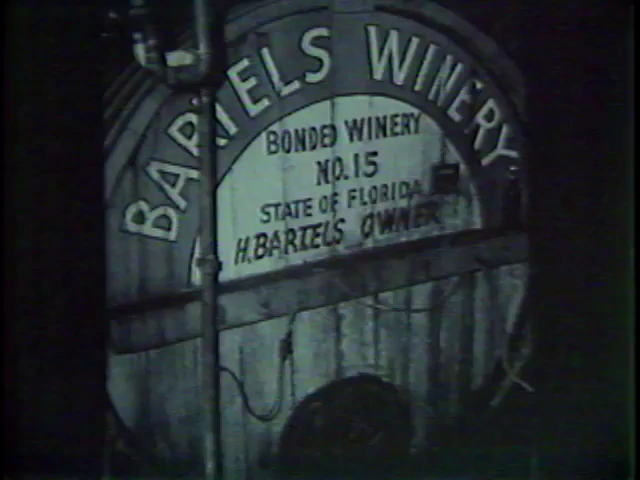 BARTELS WINERY
BONDED WINERY
NO. 15
STATE OF FLORIDA
H. BARTELS OWNER